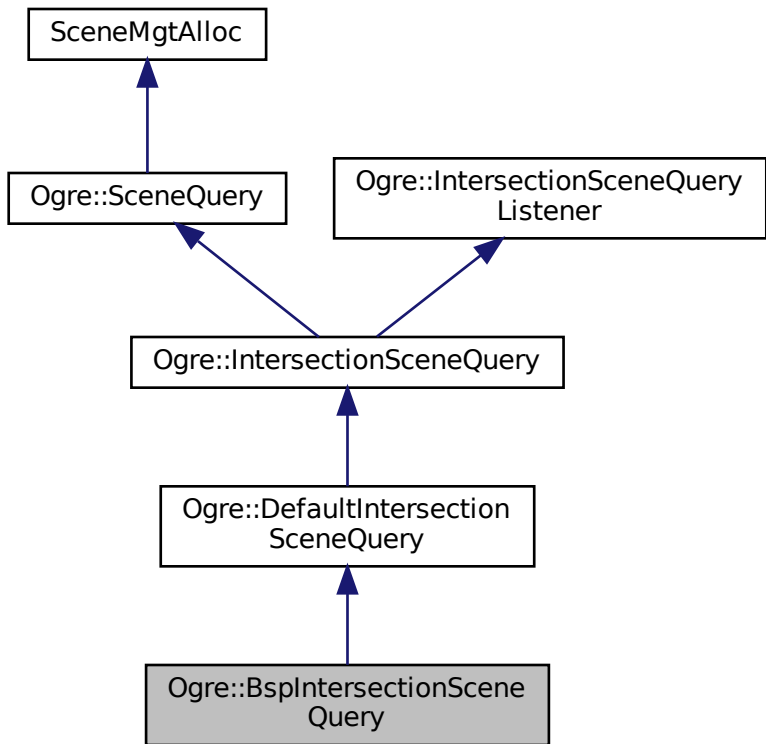 SceneMgtAlloc
Ogre::SceneQuery
Ogre::IntersectionSceneQuery
Listener
Ogre::IntersectionSceneQuery
Ogre::DefaultIntersection
SceneQuery
Ogre::BspIntersectionScene
Query